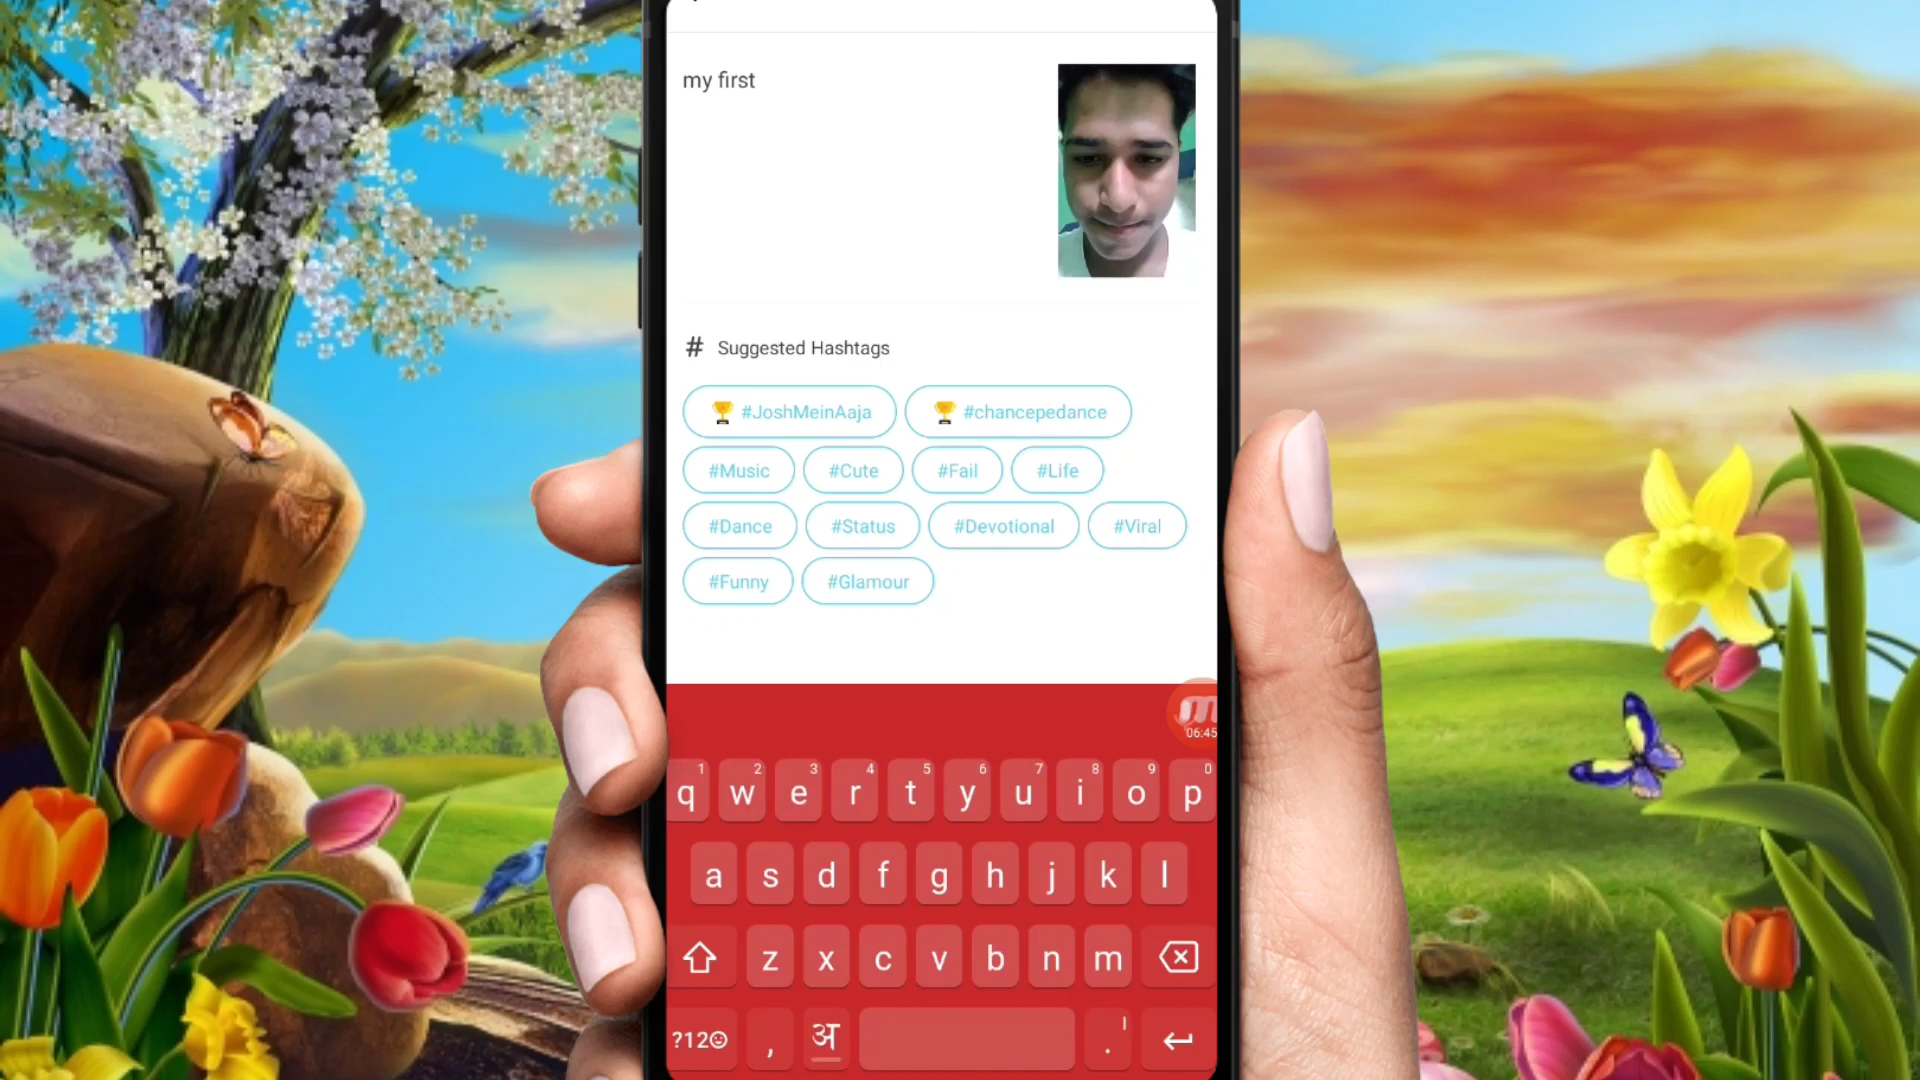 my first
# Suggested Hashtags
🏆 #JoshMeinAaja 🏆 #chancepedance
#Music #Cute #Fail #Life
#Dance #Status #Devotional #Viral
#Funny #Glamour
06:45
1 2 3 4 5 6 7 8 9 0
q w e r t y u i o p
a s d f g h j k l
z x c v b n m
?12☺ , अ . ।